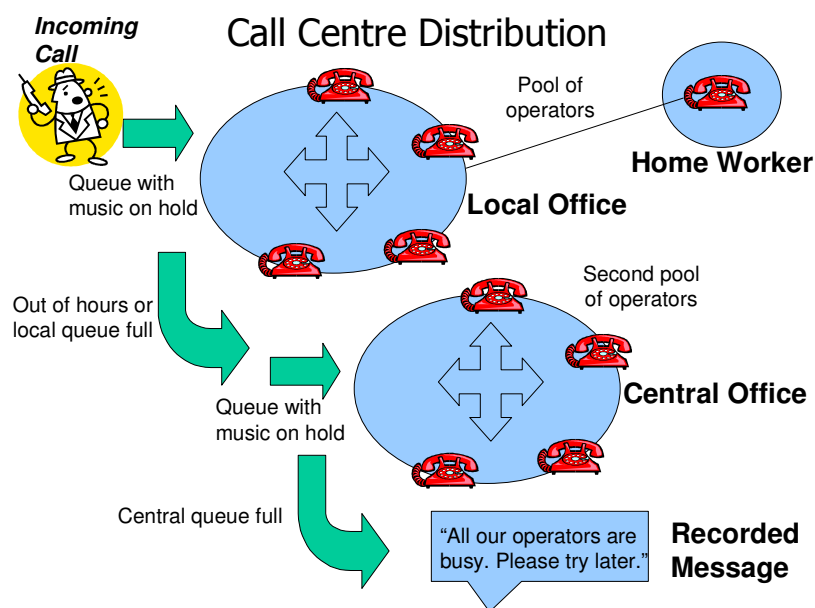 Call Centre Distribution
Incoming
Call
Pool of
operators
Home Worker
Queue with
music on hold
Local Office
Second pool
of operators
Out of hours or
local queue full
Central Office
Queue with
music on hold
Central queue full
“All our operators are
busy. Please try later.”
Recorded
Message